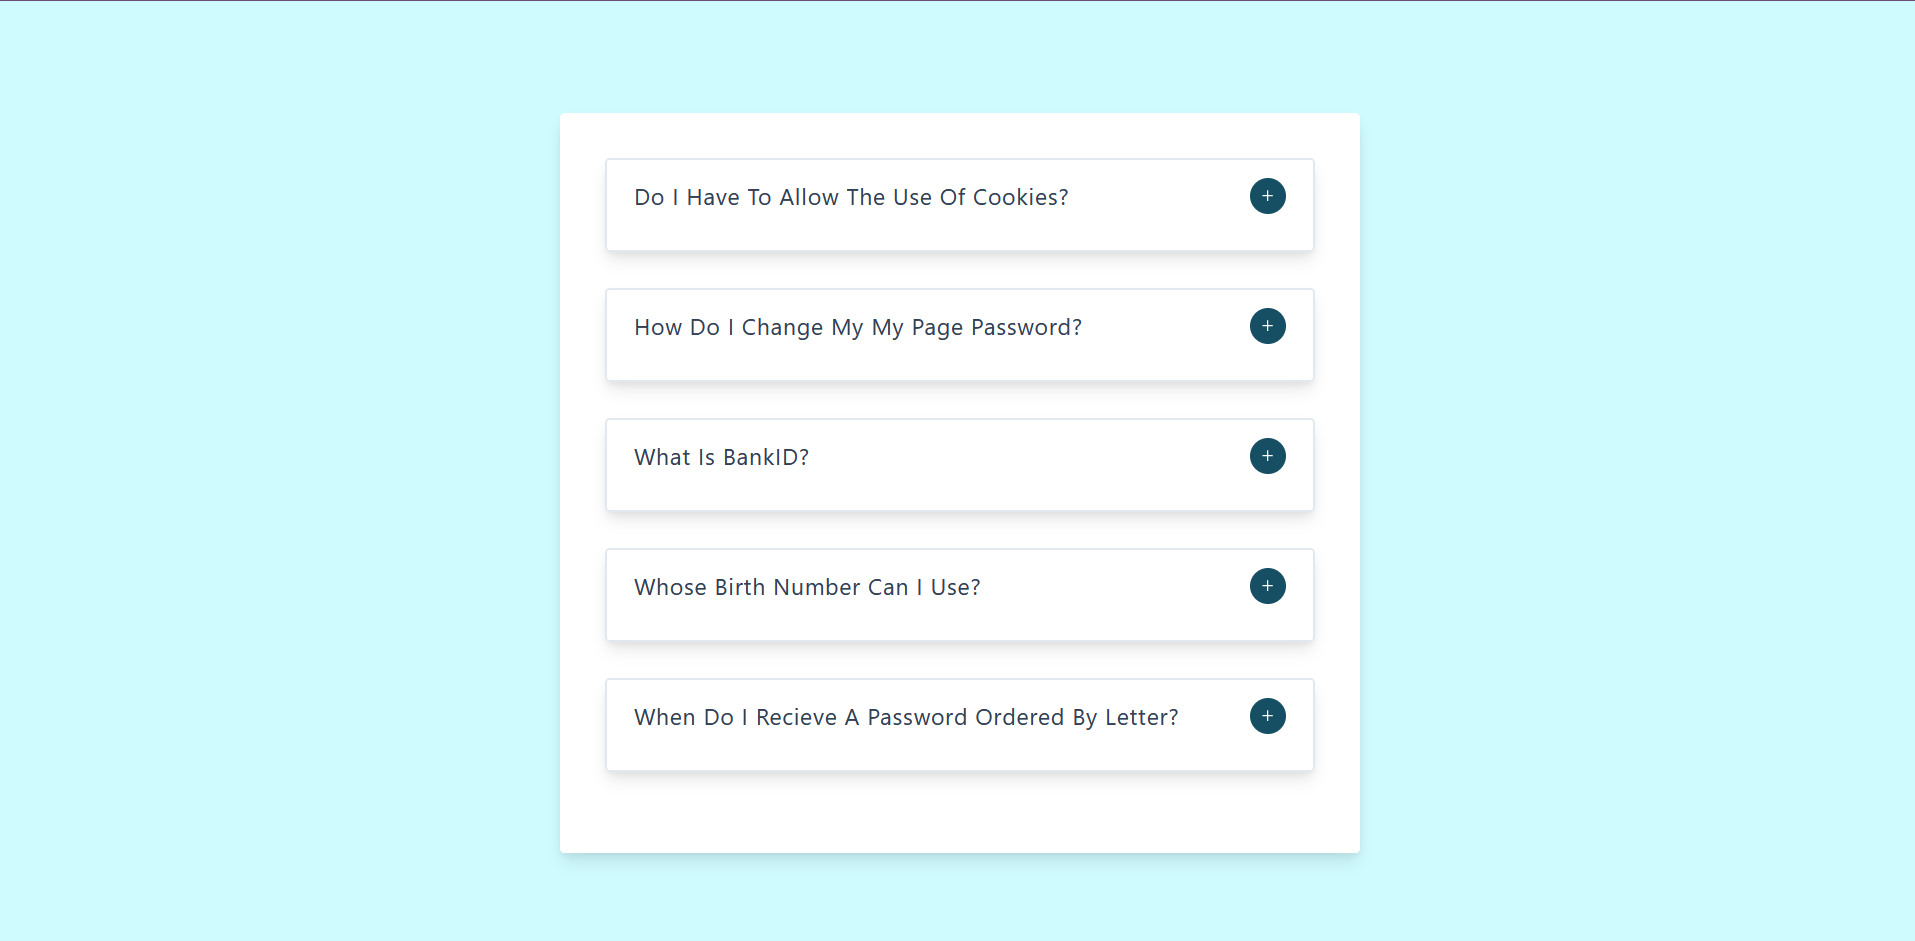 Do I Have To Allow The Use Of Cookies?
+
How Do I Change My My Page Password?
+
What Is BankID?
+
Whose Birth Number Can I Use?
+
When Do I Recieve A Password Ordered By Letter?
+